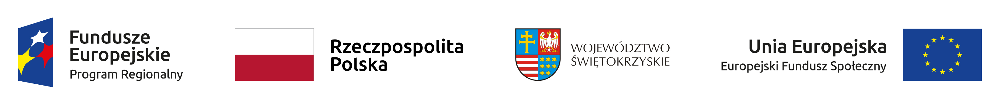 Fundusze
Europejskie
Program Regionalny
Rzeczpospolita
Polska
WOJEWÓDZTWO
ŚWIĘTOKRZYSKIE
Unia Europejska
Europejski Fundusz Społeczny